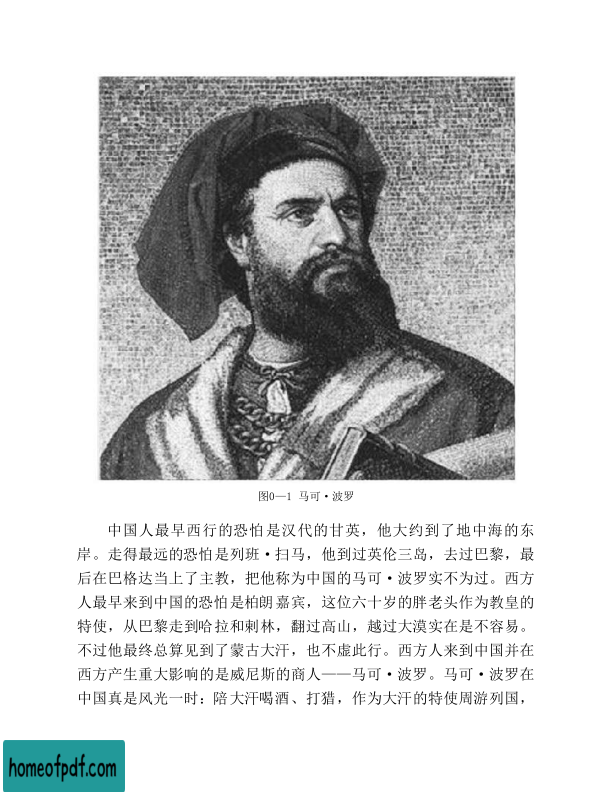 图0—1 马可·波罗
中国人最早西行的恐怕是汉代的甘英，他大约到了地中海的东
岸。走得最远的恐怕是列班·扫马，他到过英伦三岛，去过巴黎，最
后在巴格达当上了主教，把他称为中国的马可·波罗实不为过。西方
人最早来到中国的恐怕是柏朗嘉宾，这位六十岁的胖老头作为教皇的
特使，从巴黎走到哈拉和剌林，翻过高山，越过大漠实在是不容易。
不过他最终总算见到了蒙古大汗，也不虚此行。西方人来到中国并在
西方产生重大影响的是威尼斯的商人——马可·波罗。马可·波罗在
中国真是风光一时：陪大汗喝酒、打猎，作为大汗的特使周游列国，
homeofpdf.com